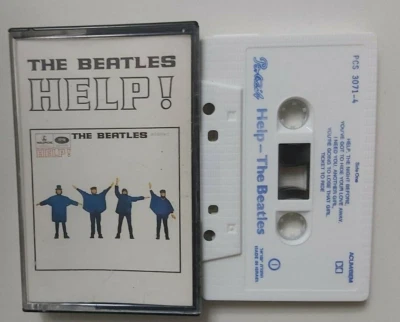 THE BEATLES
HELP!
THE BEATLES
HELP!
Portrait
Help - The Beatles
PCS 3071-4
Side One
HELP, THE NIGHT BEFORE,
YOU'VE GOT TO HIDE YOUR LOVE AWAY
I NEED YOU, ANOTHER GIRL,
YOU'RE GOING TO LOSE THAT GIRL
TICKET TO RIDE
MADE IN ISRAEL